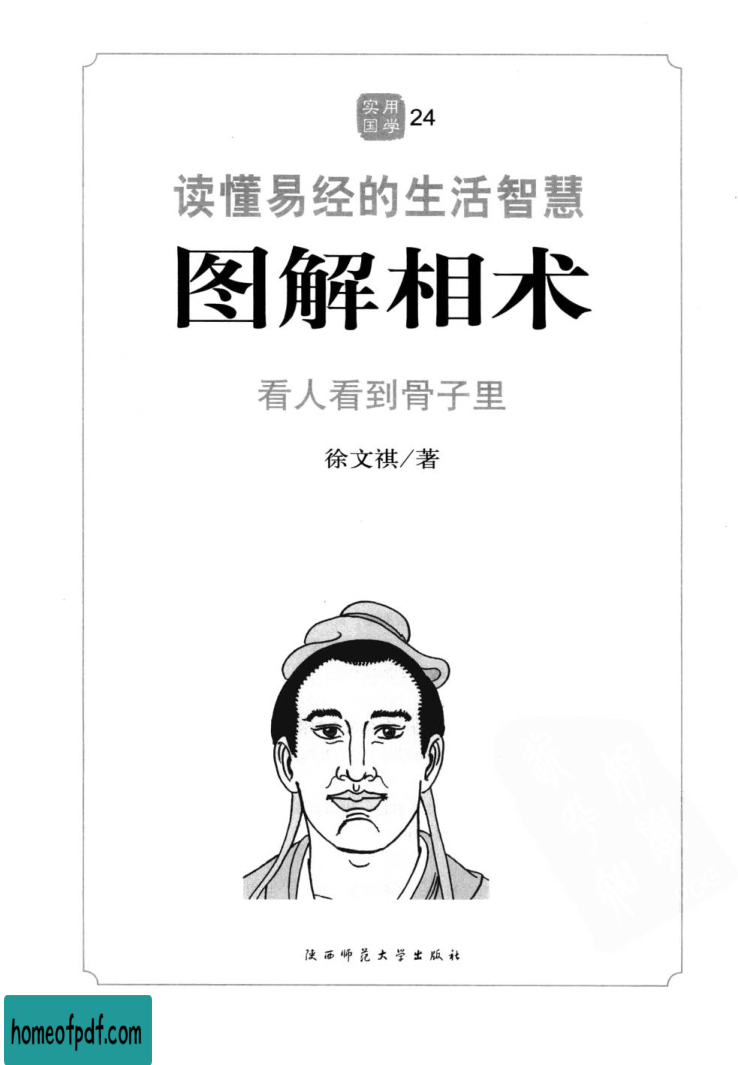 实用
国学 24
读懂易经的生活智慧
图解相术
看人看到骨子里
徐文祺/著
陕西师范大学出版社
homeofpdf.com